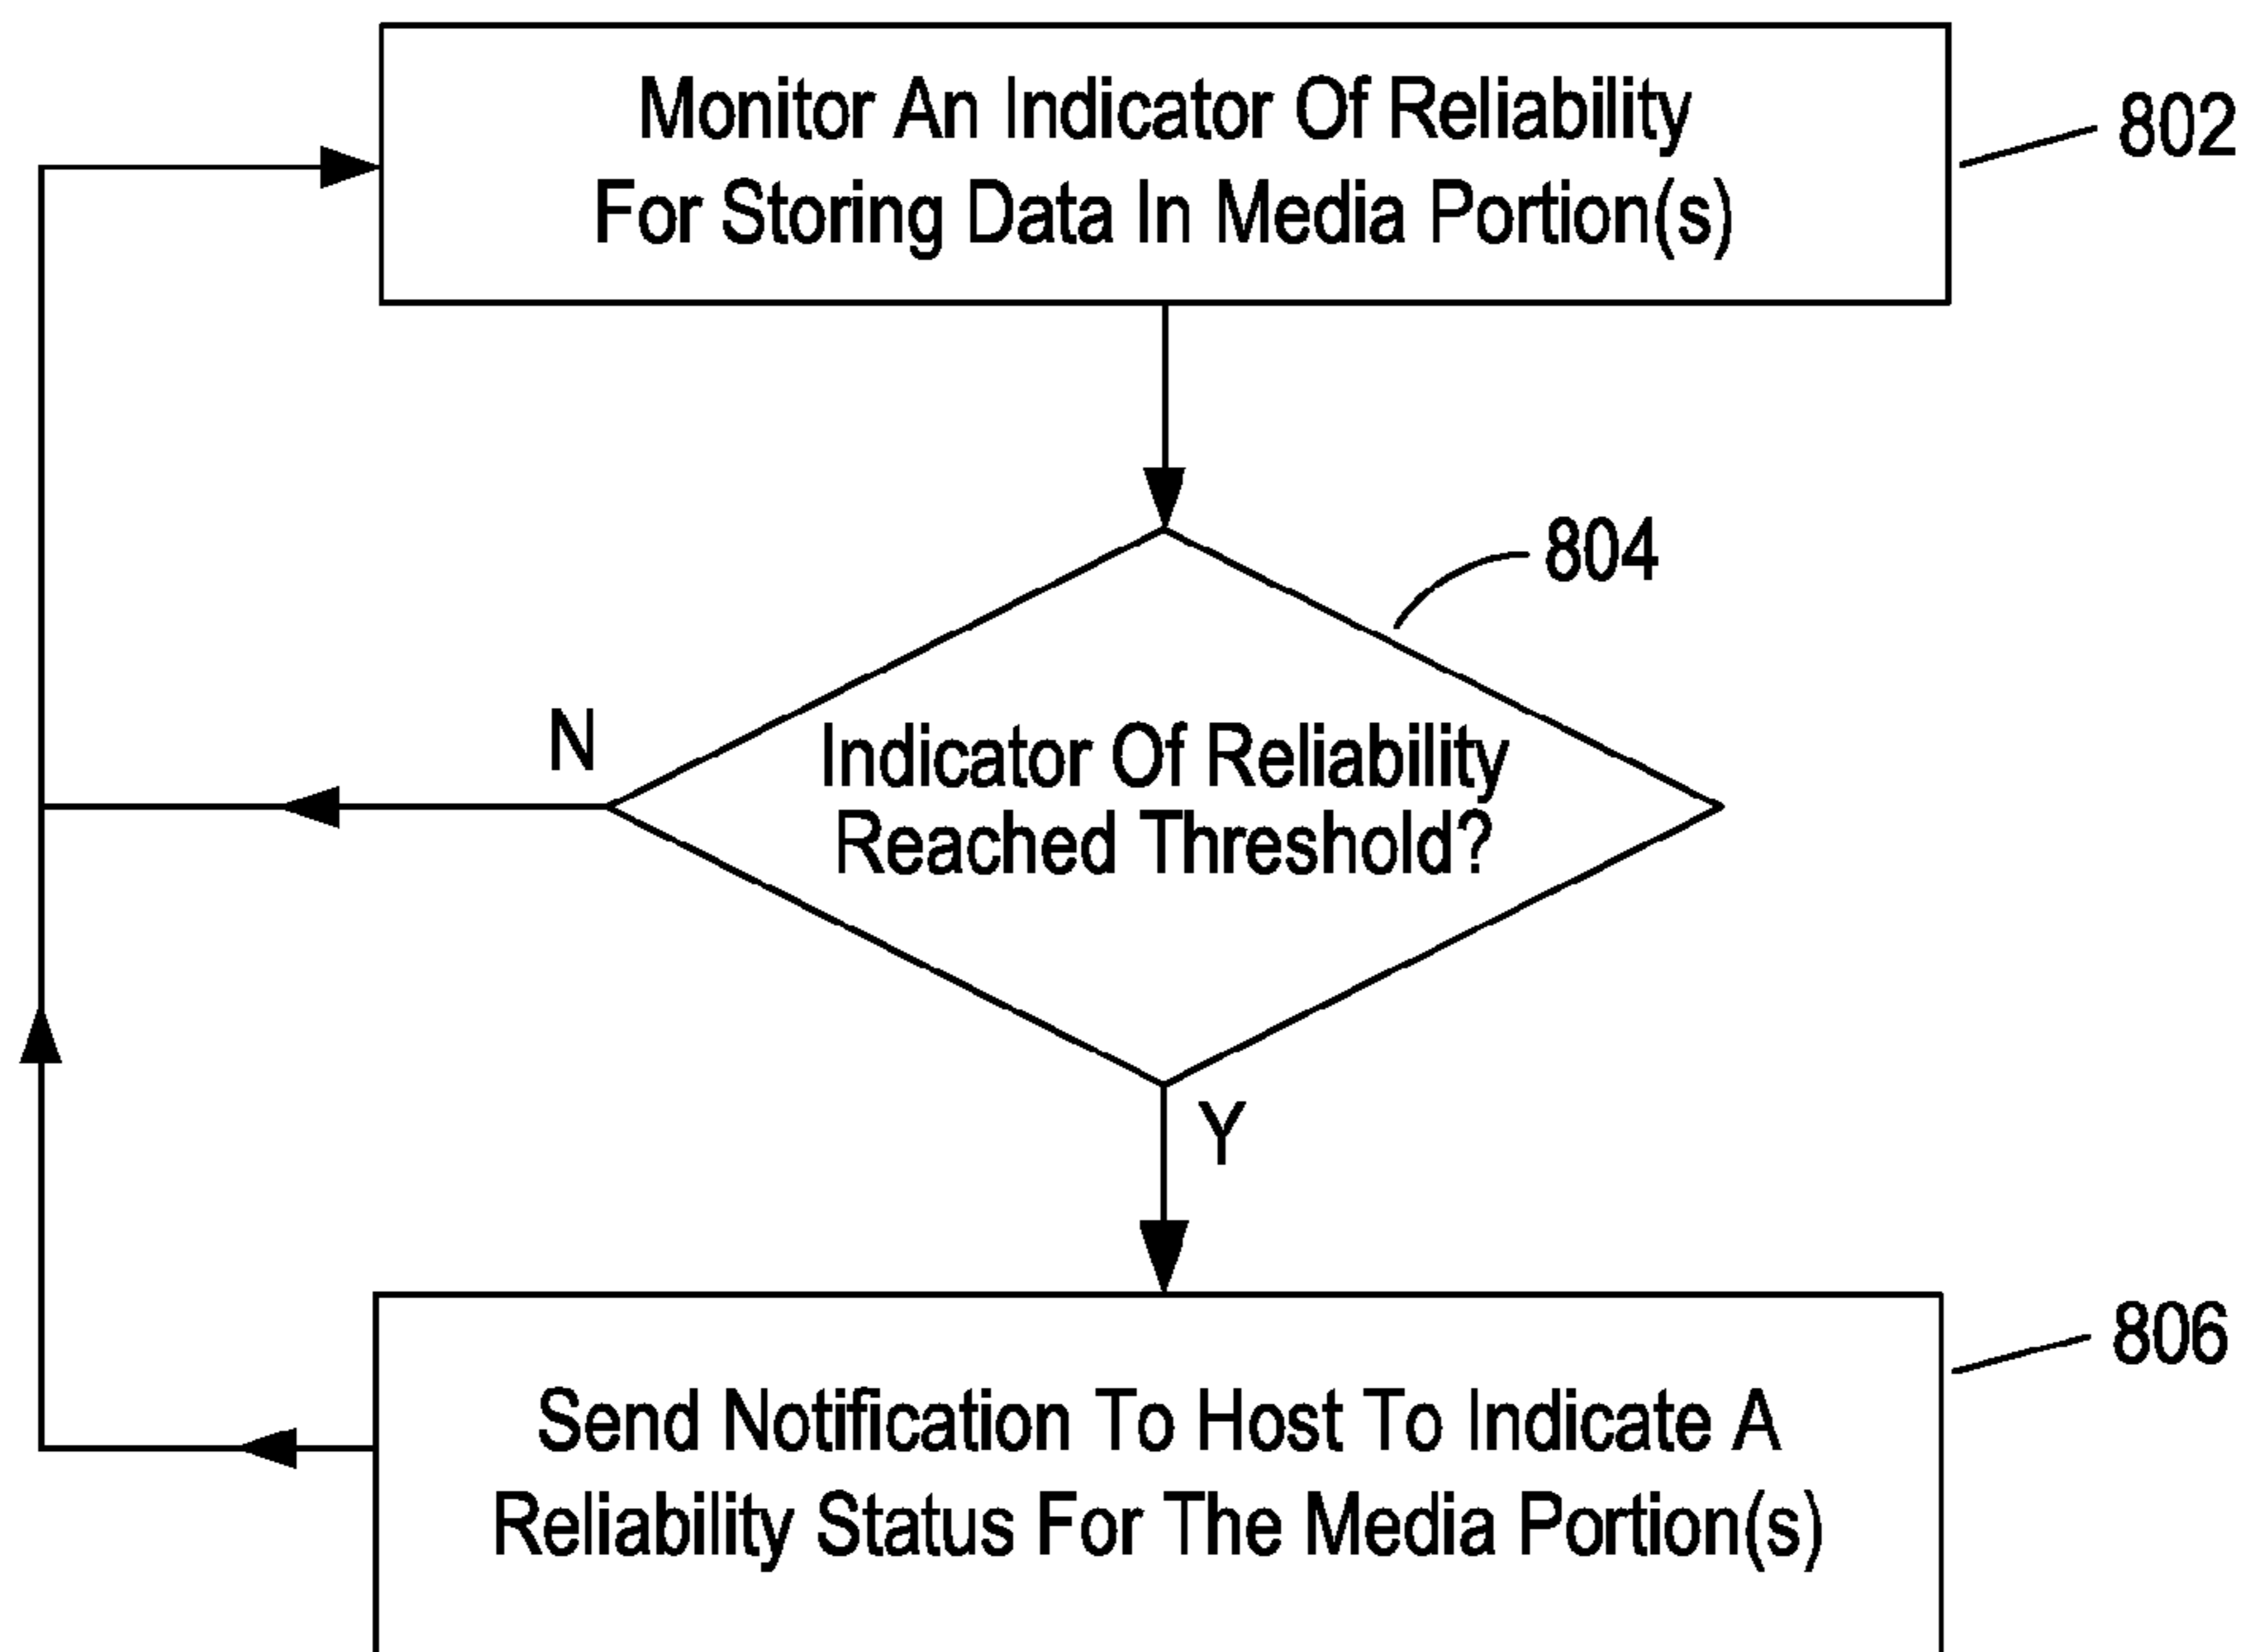 Monitor An Indicator Of Reliability
For Storing Data In Media Portion(s)
802
804
N
Indicator Of Reliability
Reached Threshold?
Y
806
Send Notification To Host To Indicate A
Reliability Status For The Media Portion(s)